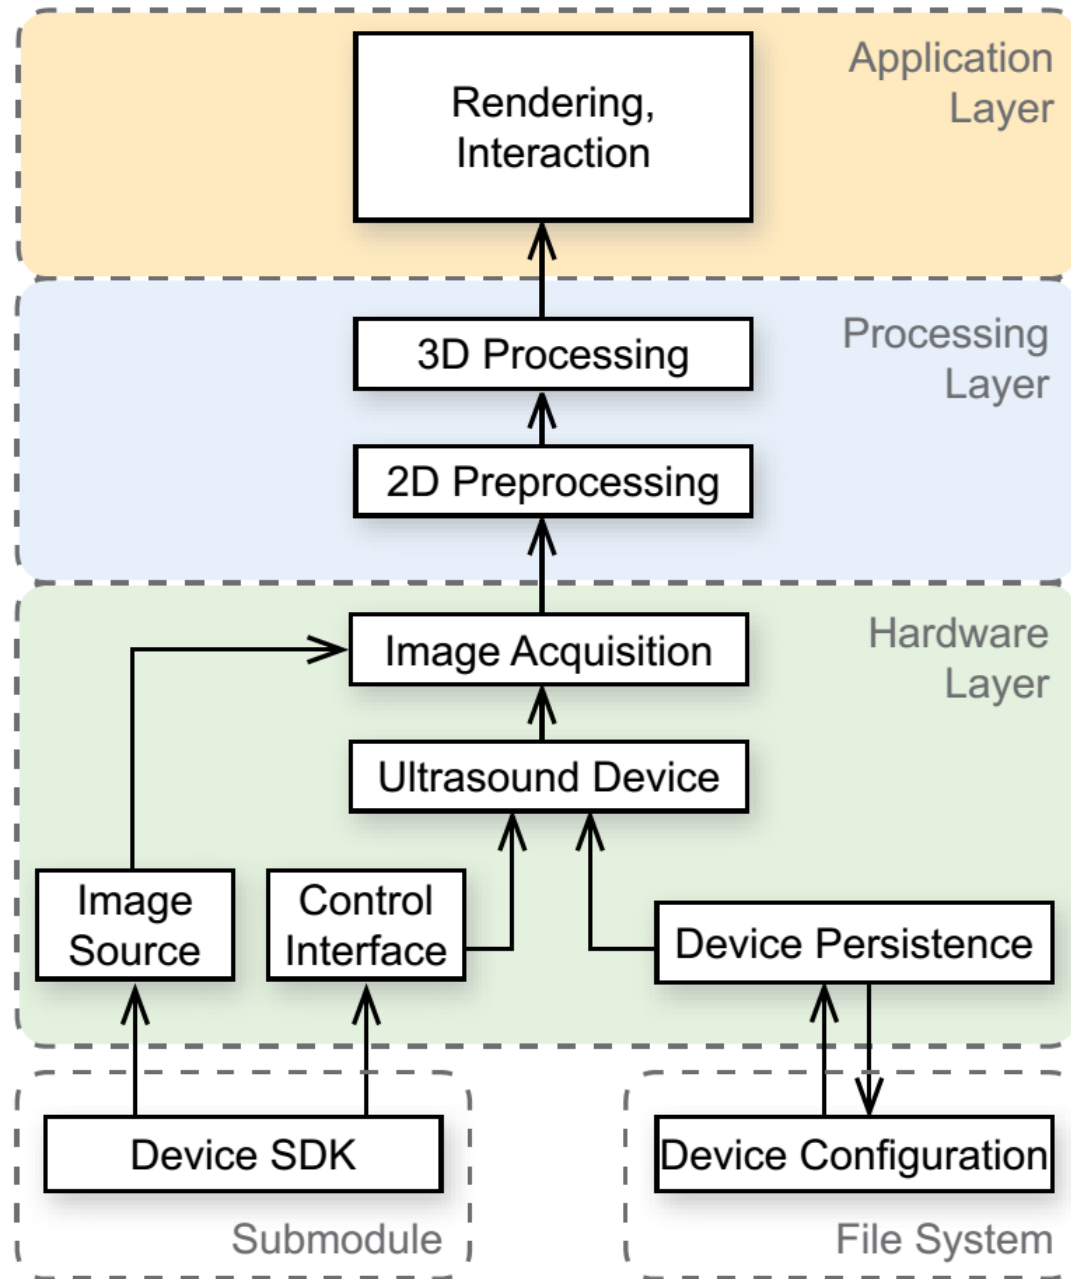 Application
Layer
Rendering,
Interaction
Processing
Layer
3D Processing
2D Preprocessing
Hardware
Layer
Image Acquisition
Ultrasound Device
Image
Source
Control
Interface
Device Persistence
Device SDK
Device Configuration
Submodule
File System